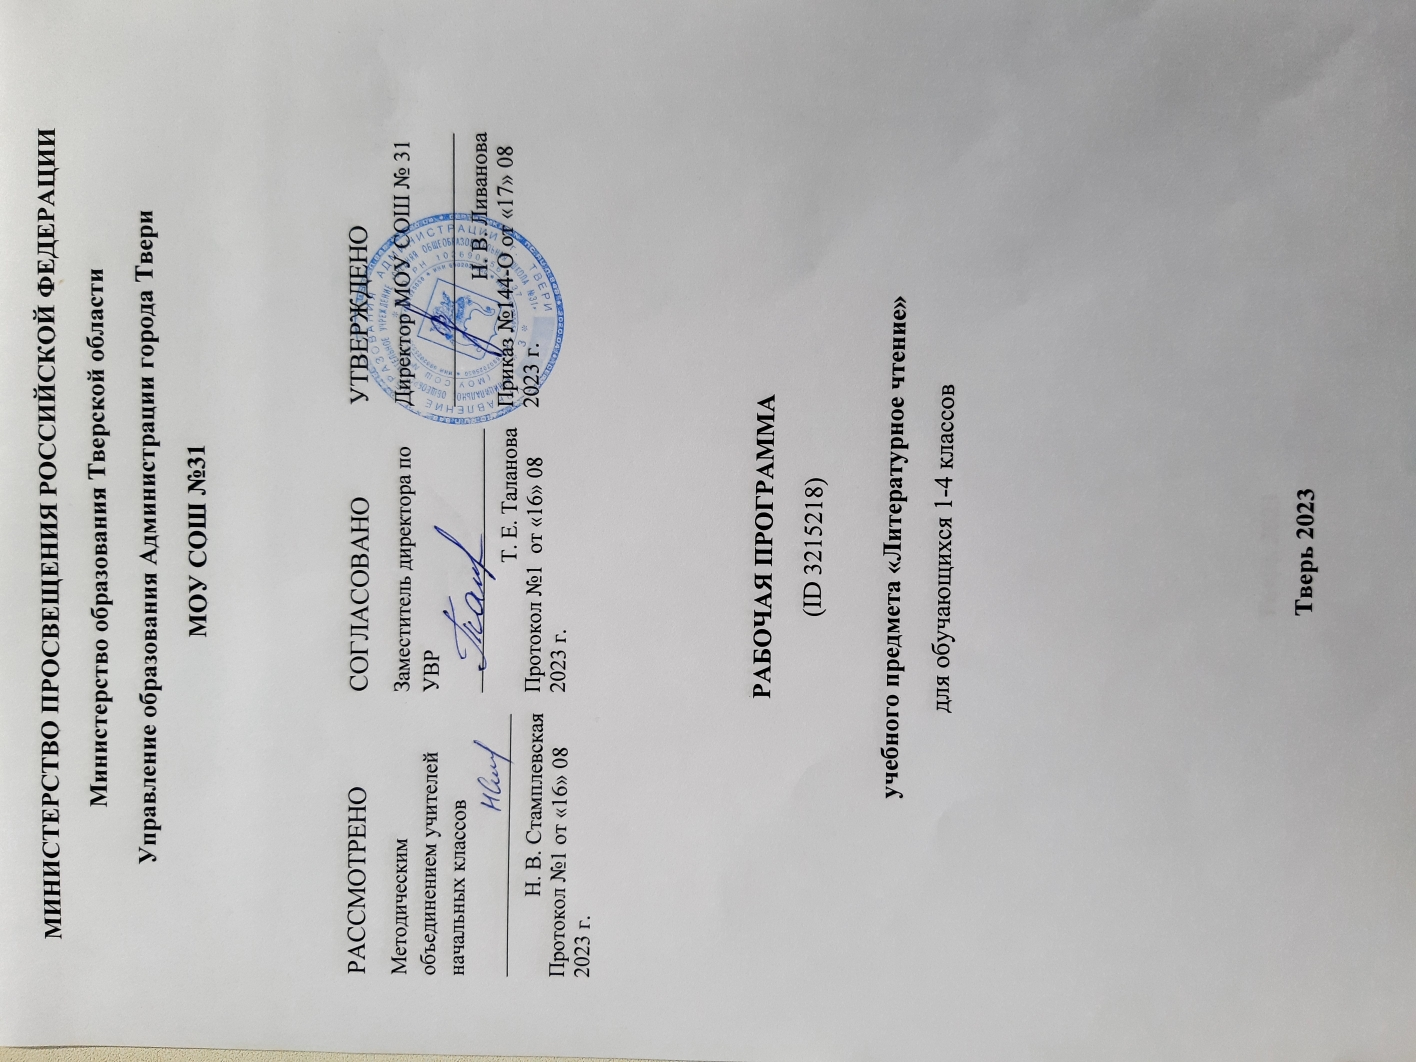 МИНИСТЕРСТВО ПРОСВЕЩЕНИЯ РОССИЙСКОЙ ФЕДЕРАЦИИ
Министерство образования Тверской области
Управление образования Администрации города Твери
МОУ СОШ №31
РАССМОТРЕНО
Методическим
объединением учителей
начальных классов
Н. В. Стамплевская
Протокол №1 от «16» 08
2023 г.
СОГЛАСОВАНО
Заместитель директора по
УВР
Т. Е. Таланова
Протокол №1 от «16» 08
2023 г.
УТВЕРЖДЕНО
Директор МОУ СОШ № 31
Н. В. Ливанова
Приказ №144-О от «17» 08
2023 г.
РАБОЧАЯ ПРОГРАММА
(ID 3215218)
учебного предмета «Литературное чтение»
для обучающихся 1-4 классов
Тверь 2023